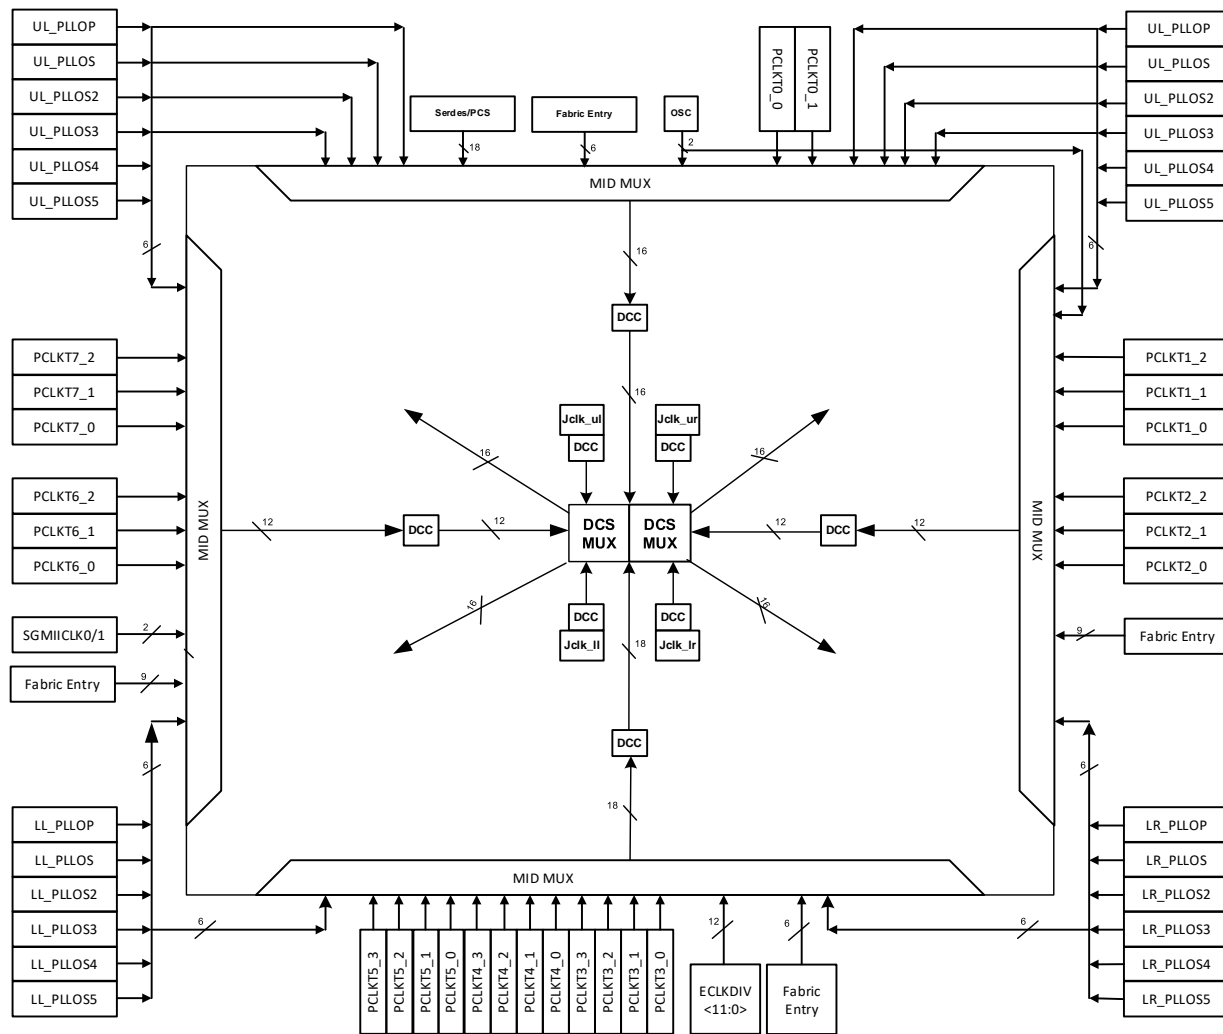 UL_PLLOP
UL_PLLOS
UL_PLLOS2
UL_PLLOS3
UL_PLLOS4
UL_PLLOS5
6
Serdes/PCS
18
Fabric Entry
6
OSC
2
PCLKT0_0
PCLKT0_1
UL_PLLOP
UL_PLLOS
UL_PLLOS2
UL_PLLOS3
UL_PLLOS4
UL_PLLOS5
6
MID MUX
16
DCC
16
PCLKT7_2
PCLKT7_1
PCLKT7_0
PCLKT6_2
PCLKT6_1
PCLKT6_0
SGMIICLK0/1
2
Fabric Entry
9
MID MUX
12
DCC
12
16
16
Jclk_ul
DCC
Jclk_ur
DCC
DCS
MUX
DCS
MUX
DCC
Jclk_ll
DCC
Jclk_lr
16
16
12
DCC
12
MID MUX
PCLKT1_2
PCLKT1_1
PCLKT1_0
PCLKT2_2
PCLKT2_1
PCLKT2_0
9
Fabric Entry
18
DCC
18
MID MUX
6
LL_PLLOP
LL_PLLOS
LL_PLLOS2
LL_PLLOS3
LL_PLLOS4
LL_PLLOS5
6
PCLKT5_3
PCLKT5_2
PCLKT5_1
PCLKT5_0
PCLKT4_3
PCLKT4_2
PCLKT4_1
PCLKT4_0
PCLKT3_3
PCLKT3_2
PCLKT3_1
PCLKT3_0
12
ECLKDIV
<11:0>
6
Fabric
Entry
6
6
LR_PLLOP
LR_PLLOS
LR_PLLOS2
LR_PLLOS3
LR_PLLOS4
LR_PLLOS5